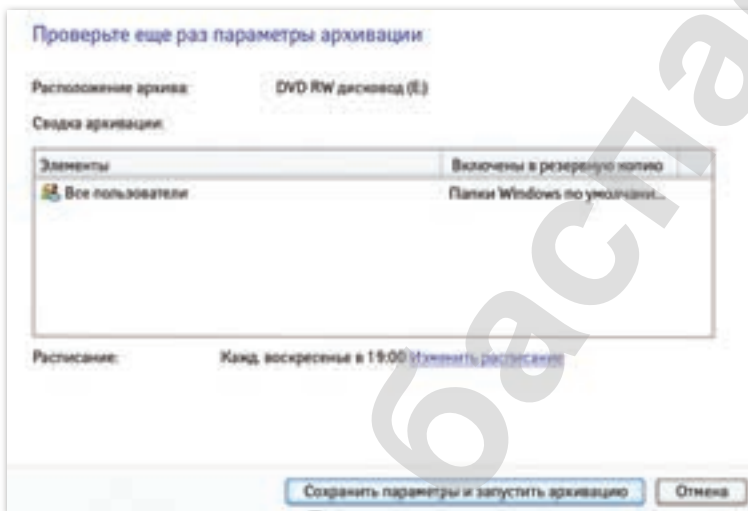 Проверьте еще раз параметры архивации
Расположение архива: DVD RW дисковод (E:)
Сводка архивации:
Элементы Включены в резервную копию
Все пользователи Папки Windows по умолчани...
Расписание: Кажд. воскресенье в 19:00 Изменить расписание
Сохранить параметры и запустить архивацию Отмена
баспа